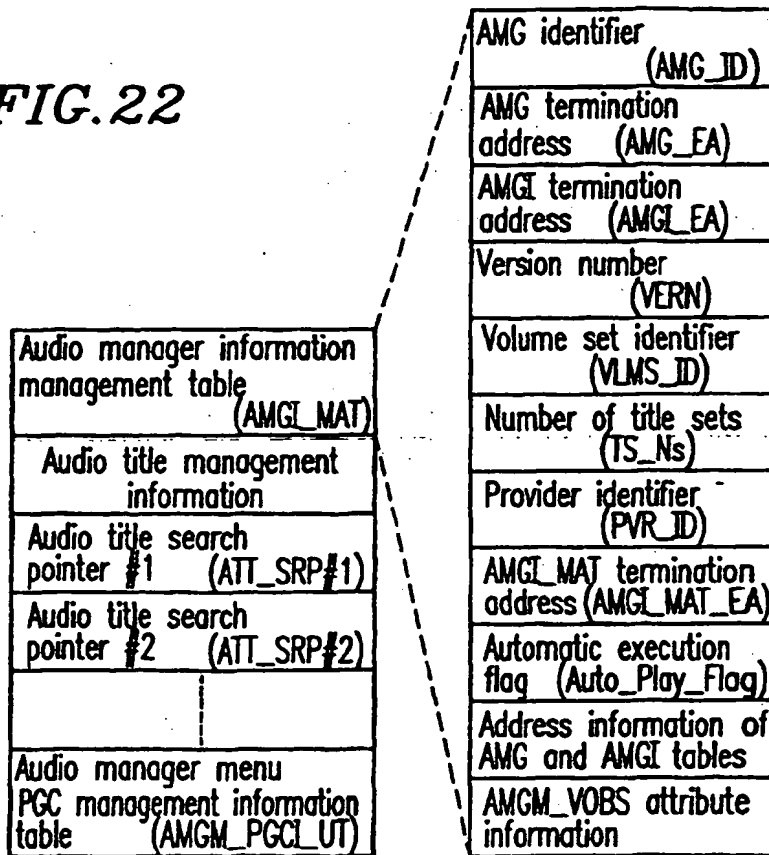 FIG.22
Audio manager information
management table
(AMGI_MAT)
Audio title management
information
Audio title search
pointer #1 (ATT_SRP#1)
Audio title search
pointer #2 (ATT_SRP#2)
Audio manager menu
PGC management information
table (AMGM_PGCI_UT)
AMG identifier
(AMG_ID)
AMG termination
address (AMG_EA)
AMGI termination
address (AMGI_EA)
Version number
(VERN)
Volume set identifier
(VLMS_ID)
Number of title sets
(TS_Ns)
Provider identifier
(PVR_ID)
AMGI_MAT termination
address (AMGI_MAT_EA)
Automatic execution
flag (Auto_Play_Flag)
Address information of
AMG and AMGI tables
AMGM_VOBS attribute
information